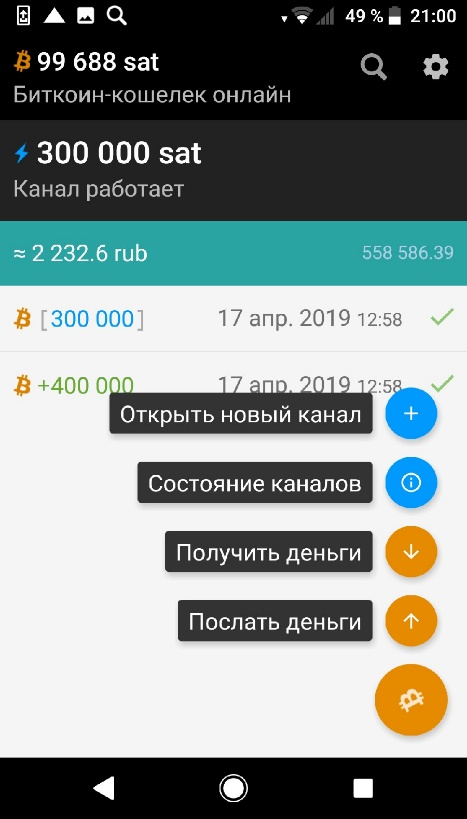 49 % 21:00
99 688 sat
Биткоин-кошелек онлайн
300 000 sat
Канал работает
≈ 2 232.6 rub 558 586.39
[300 000] 17 апр. 2019 12:58
+400 000 17 апр. 2019 12:58
Открыть новый канал
Состояние каналов
Получить деньги
Послать деньги